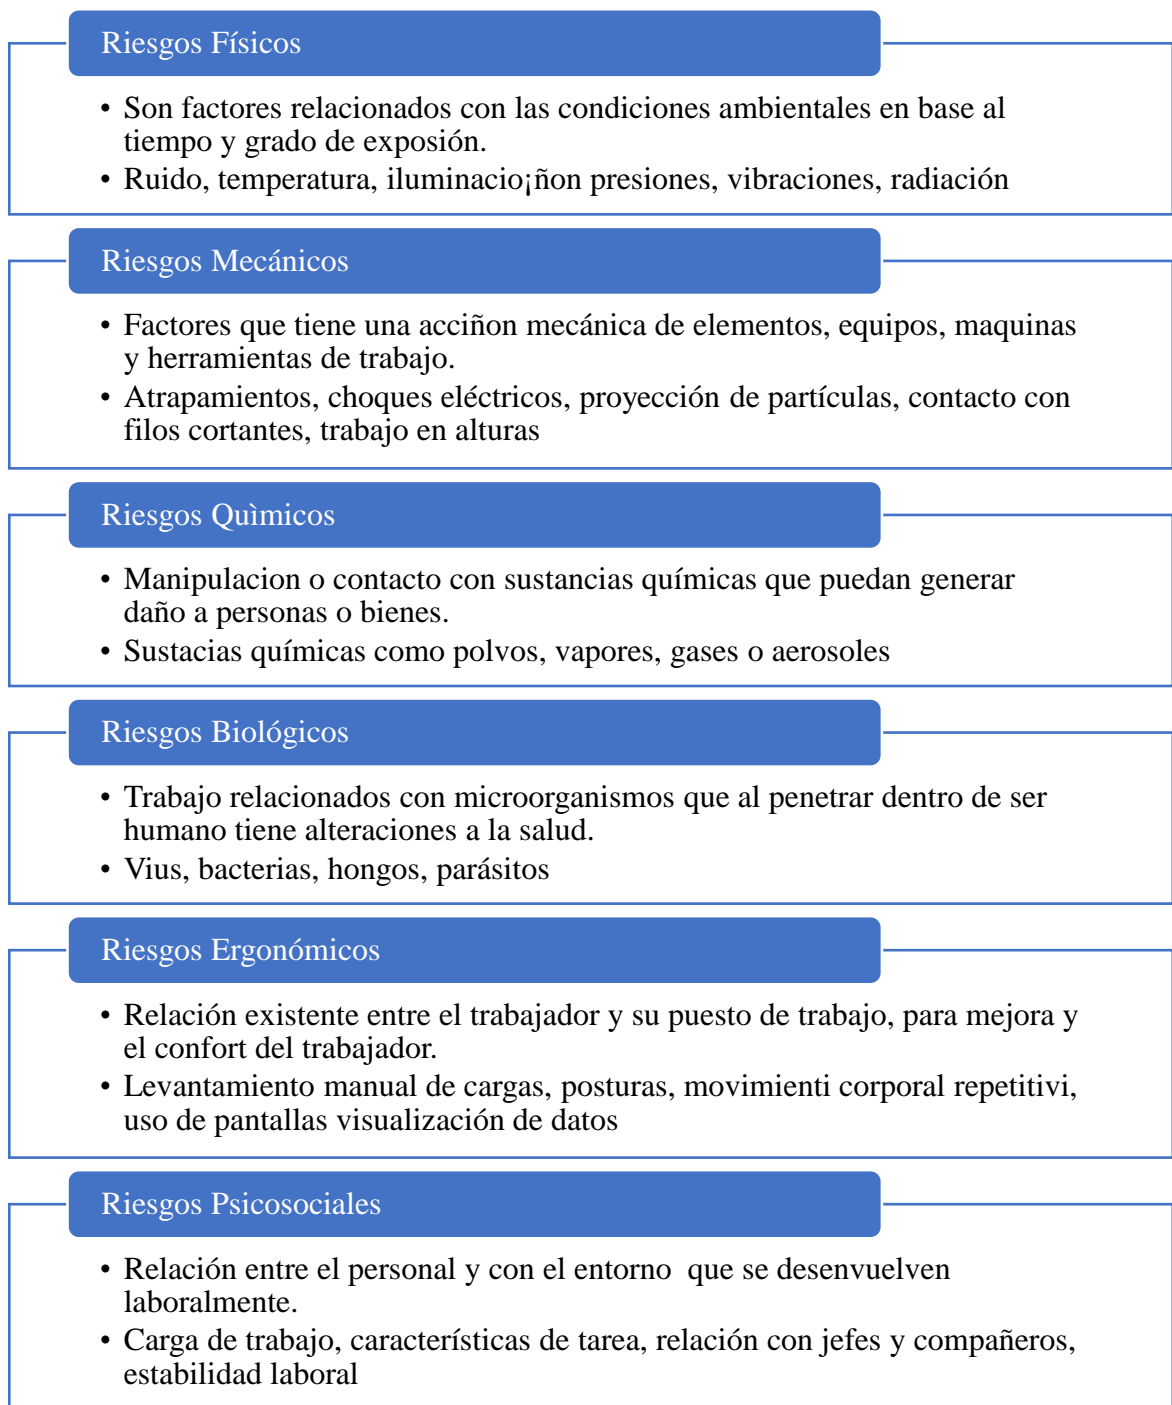 Riesgos Físicos
• Son factores relacionados con las condiciones ambientales en base al
tiempo y grado de exposición.
• Ruido, temperatura, iluminacio¡ñon presiones, vibraciones, radiación
Riesgos Mecánicos
• Factores que tiene una acciñon mecánica de elementos, equipos, maquinas
y herramientas de trabajo.
• Atrapamientos, choques eléctricos, proyección de partículas, contacto con
filos cortantes, trabajo en alturas
Riesgos Quìmicos
• Manipulacion o contacto con sustancias químicas que puedan generar
daño a personas o bienes.
• Sustacias químicas como polvos, vapores, gases o aerosoles
Riesgos Biológicos
• Trabajo relacionados con microorganismos que al penetrar dentro de ser
humano tiene alteraciones a la salud.
• Vius, bacterias, hongos, parásitos
Riesgos Ergonómicos
• Relación existente entre el trabajador y su puesto de trabajo, para mejora y
el confort del trabajador.
• Levantamiento manual de cargas, posturas, movimienti corporal repetitivi,
uso de pantallas visualización de datos
Riesgos Psicosociales
• Relación entre el personal y con el entorno  que se desenvuelven
laboralmente.
• Carga de trabajo, características de tarea, relación con jefes y compañeros,
estabilidad laboral